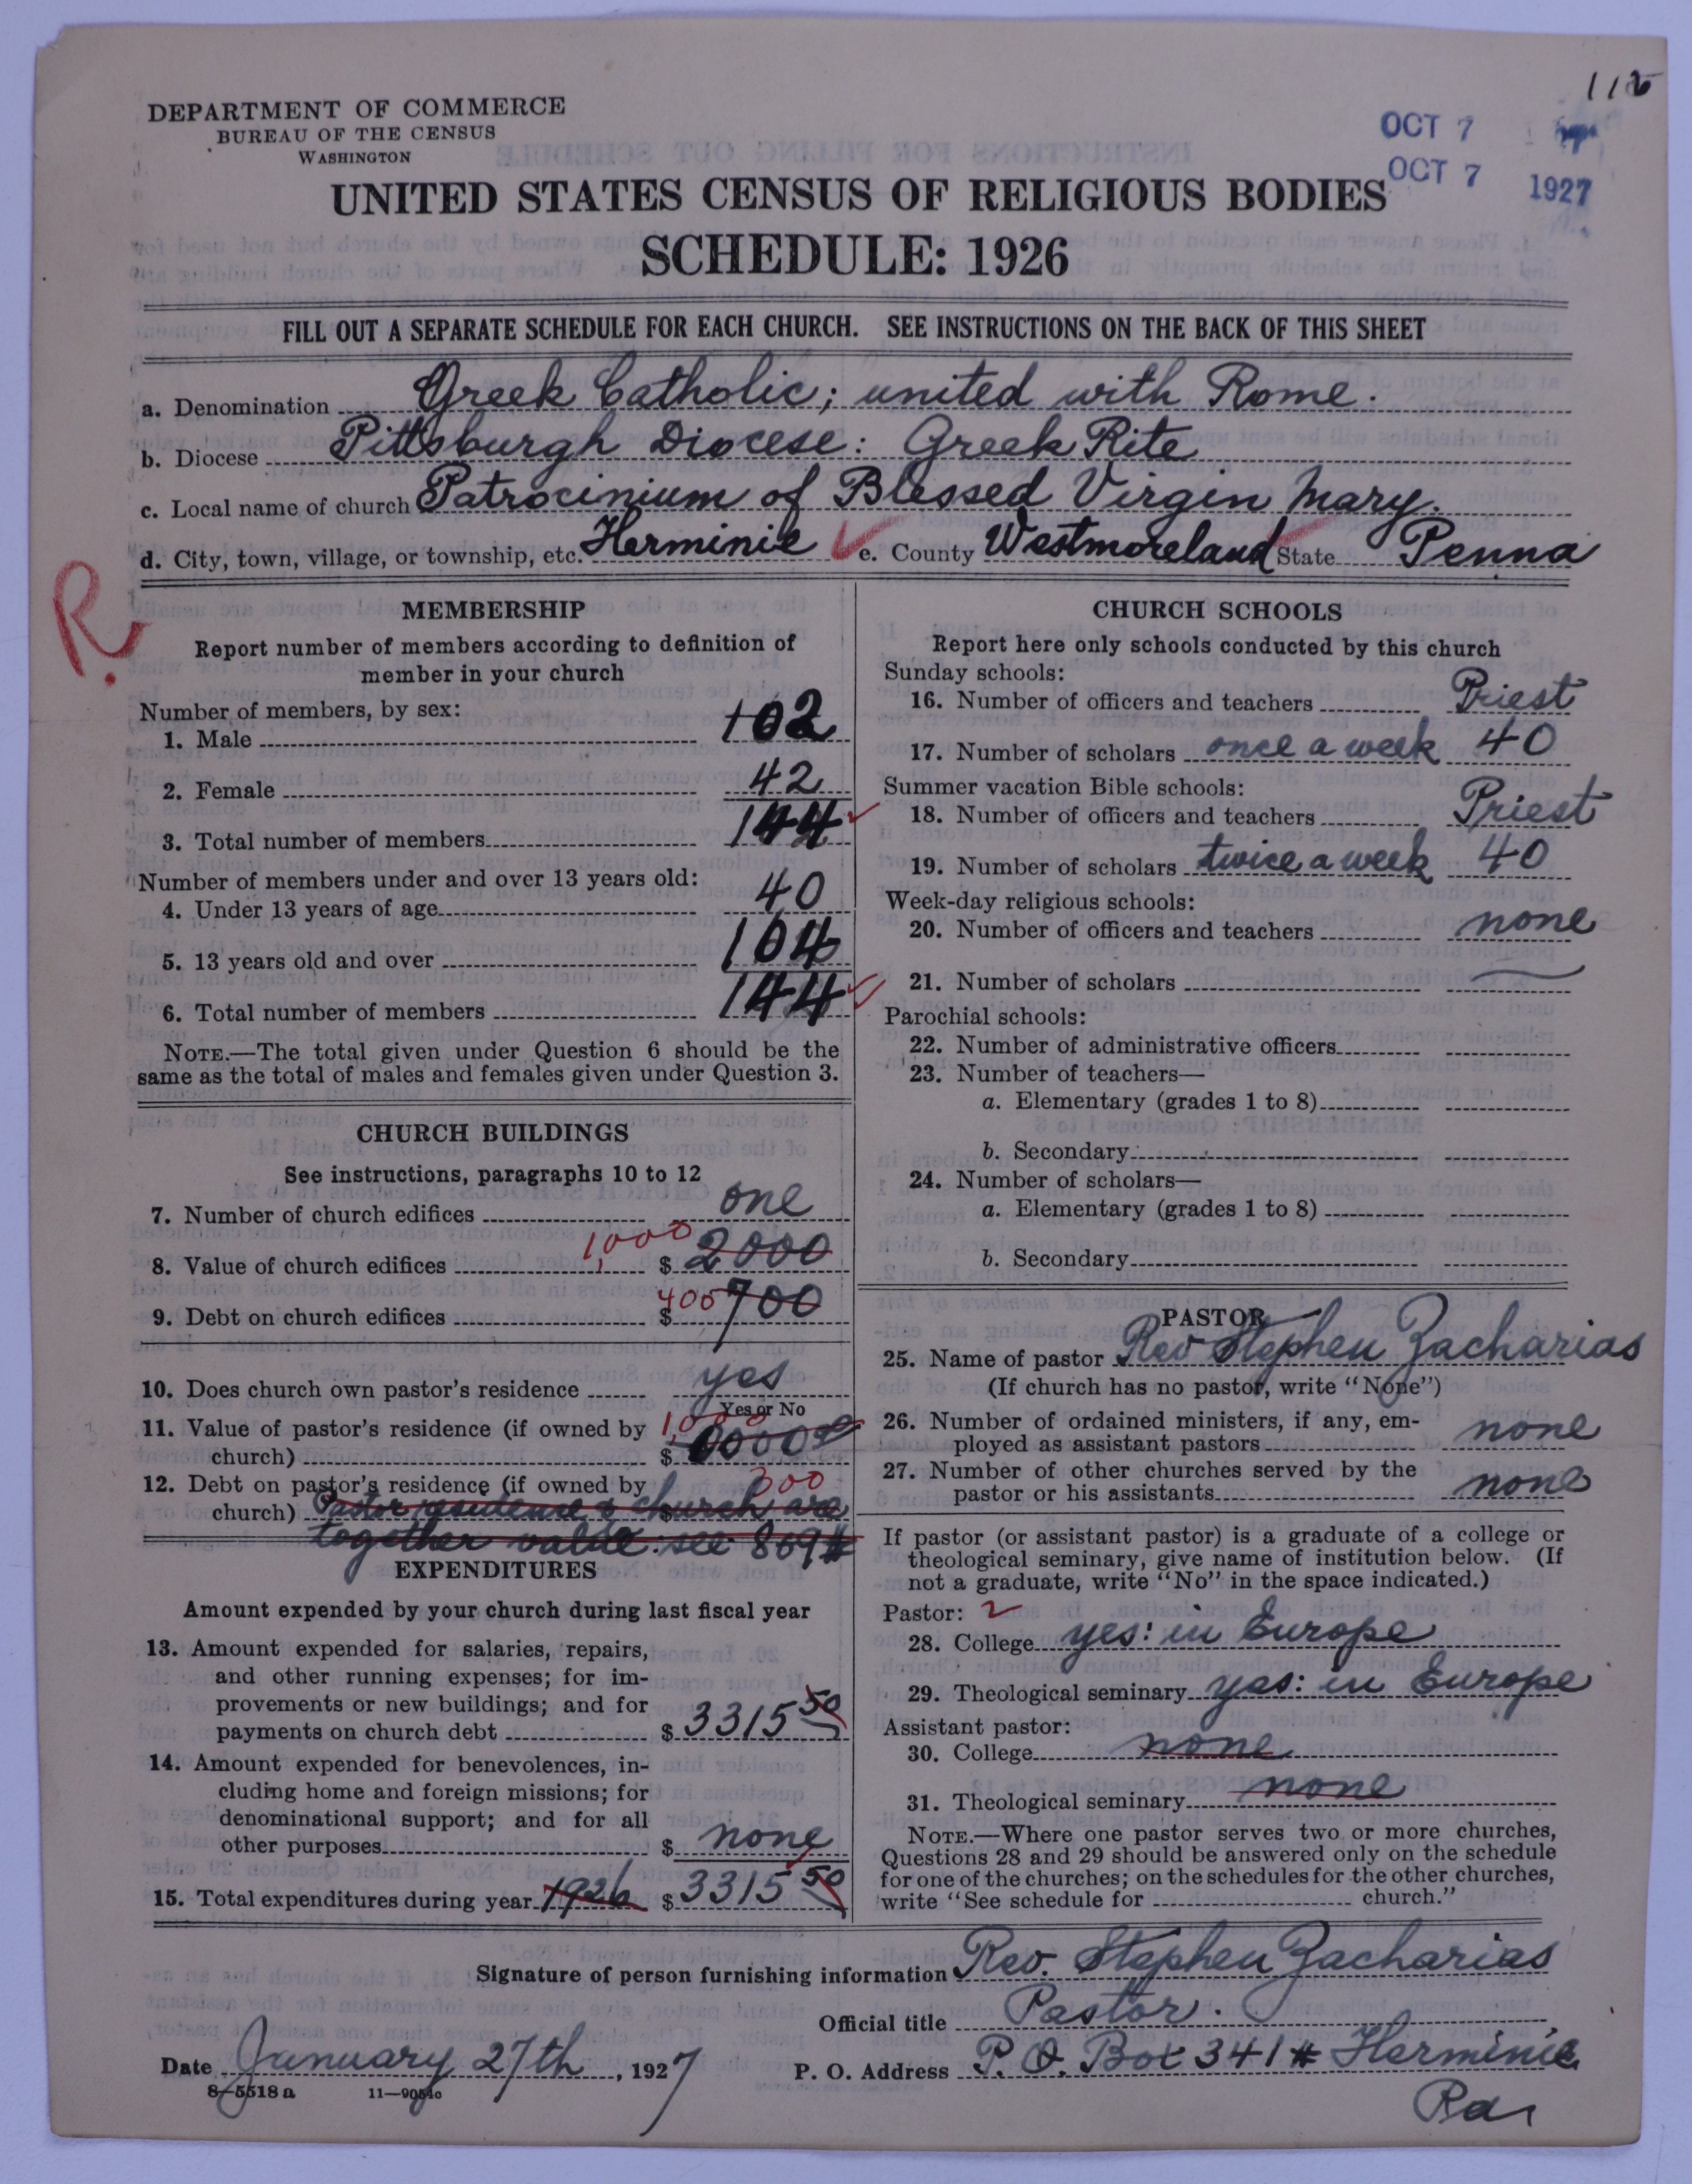 112
DEPARTMENT OF COMMERCE
BUREAU OF THE CENSUS
WASHINGTON
OCT 7
OCT 7 1927
UNITED STATES CENSUS OF RELIGIOUS BODIES
SCHEDULE: 1926
FILL OUT A SEPARATE SCHEDULE FOR EACH CHURCH. SEE INSTRUCTIONS ON THE BACK OF THIS SHEET
a. Denomination Greek Catholic; united with Rome.
b. Diocese Pittsburgh Diocese: Greek Rite
c. Local name of church Patrocinium of Blessed Virgin Mary.
d. City, town, village, or township, etc. Herminie e. County Westmoreland State Penna
R.
MEMBERSHIP
Report number of members according to definition of
member in your church
Number of members, by sex:
1. Male 102
2. Female 42
3. Total number of members 144
Number of members under and over 13 years old:
4. Under 13 years of age 40
5. 13 years old and over 104
6. Total number of members 144
NOTE.—The total given under Question 6 should be the
same as the total of males and females given under Question 3.
CHURCH BUILDINGS
See instructions, paragraphs 10 to 12
7. Number of church edifices one
8. Value of church edifices 1,000 $ 2000
9. Debt on church edifices $ 400 700
10. Does church own pastor's residence yes
Yes or No
11. Value of pastor's residence (if owned by
church) $ 1,000
12. Debt on pastor's residence (if owned by 300
church) Pastor residence & church are
together value: see 8 & 9 #
EXPENDITURES
Amount expended by your church during last fiscal year
13. Amount expended for salaries, repairs,
and other running expenses; for im-
provements or new buildings; and for
payments on church debt $ 3315 50
14. Amount expended for benevolences, in-
cluding home and foreign missions; for
denominational support; and for all
other purposes $ none
15. Total expenditures during year 1926 $ 3315 50
CHURCH SCHOOLS
Report here only schools conducted by this church
Sunday schools:
16. Number of officers and teachers Priest
17. Number of scholars once a week 40
Summer vacation Bible schools:
18. Number of officers and teachers Priest
19. Number of scholars twice a week 40
Week-day religious schools:
20. Number of officers and teachers none
21. Number of scholars —
Parochial schools:
22. Number of administrative officers
23. Number of teachers—
a. Elementary (grades 1 to 8)
b. Secondary
24. Number of scholars—
a. Elementary (grades 1 to 8)
b. Secondary
PASTOR
25. Name of pastor Rev Stephen Zacharias
(If church has no pastor, write "None")
26. Number of ordained ministers, if any, em-
ployed as assistant pastors none
27. Number of other churches served by the
pastor or his assistants none
If pastor (or assistant pastor) is a graduate of a college or
theological seminary, give name of institution below. (If
not a graduate, write "No" in the space indicated.)
Pastor: 2
28. College yes: in Europe
29. Theological seminary yes: in Europe
Assistant pastor:
30. College none
31. Theological seminary none
NOTE.—Where one pastor serves two or more churches,
Questions 28 and 29 should be answered only on the schedule
for one of the churches; on the schedules for the other churches,
write "See schedule for church."
Signature of person furnishing information Rev. Stephen Zacharias
Official title Pastor.
Date January 27th, 1927 P. O. Address P. O. Box 341 # Herminie
8—5518 a
Pa